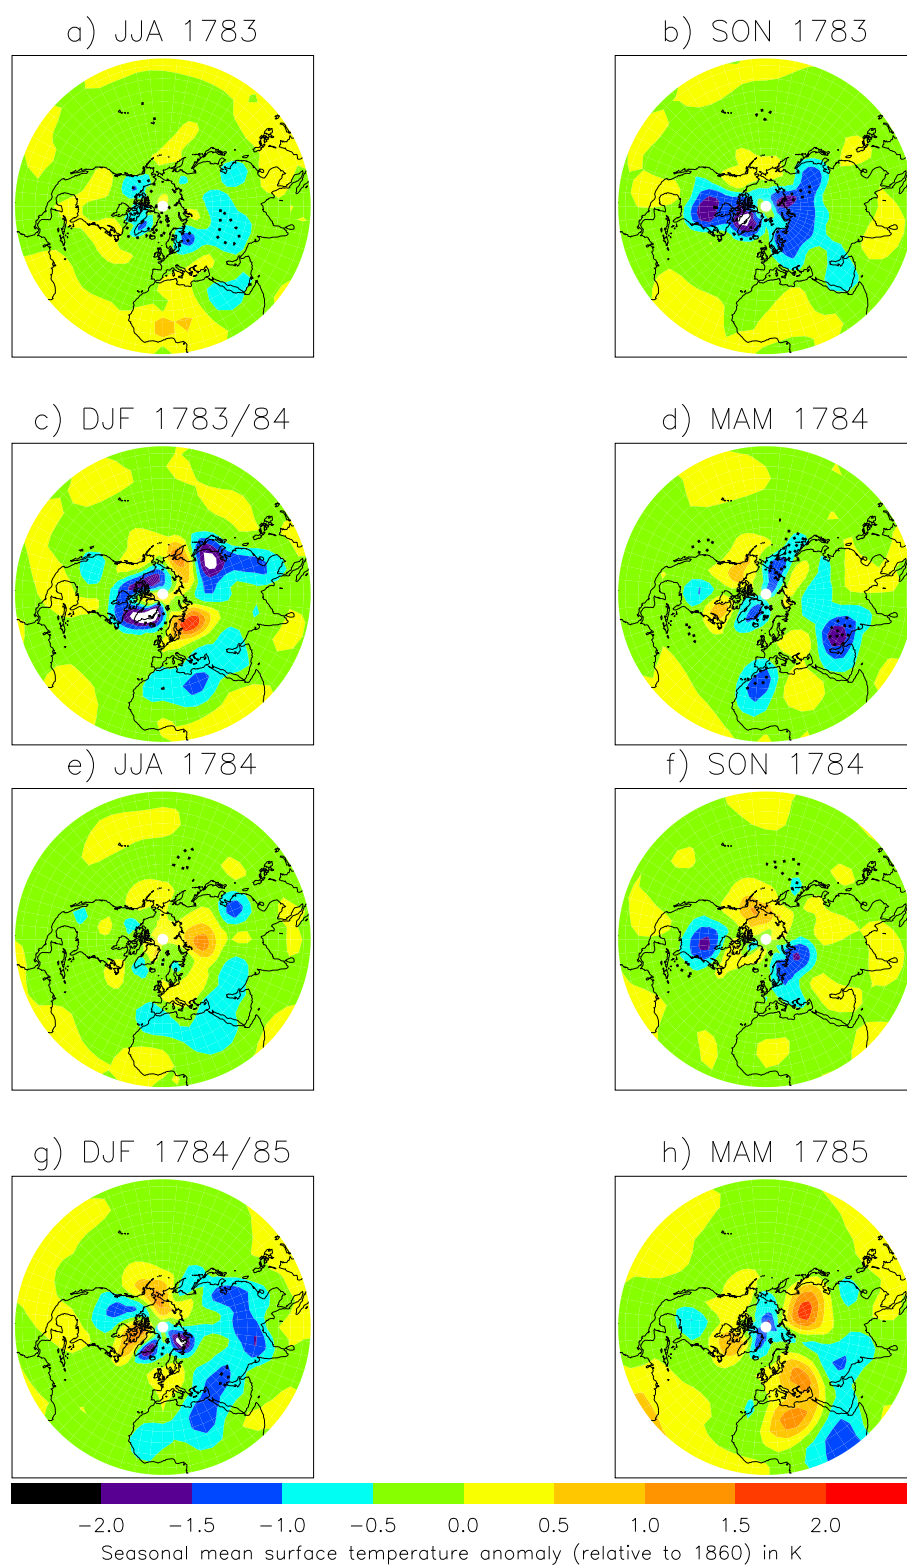 a) JJA 1783
b) SON 1783
c) DJF 1783/84
d) MAM 1784
e) JJA 1784
f) SON 1784
g) DJF 1784/85
h) MAM 1785
−2.0 −1.5 −1.0 −0.5 0.0 0.5 1.0 1.5 2.0
Seasonal mean surface temperature anomaly (relative to 1860) in K